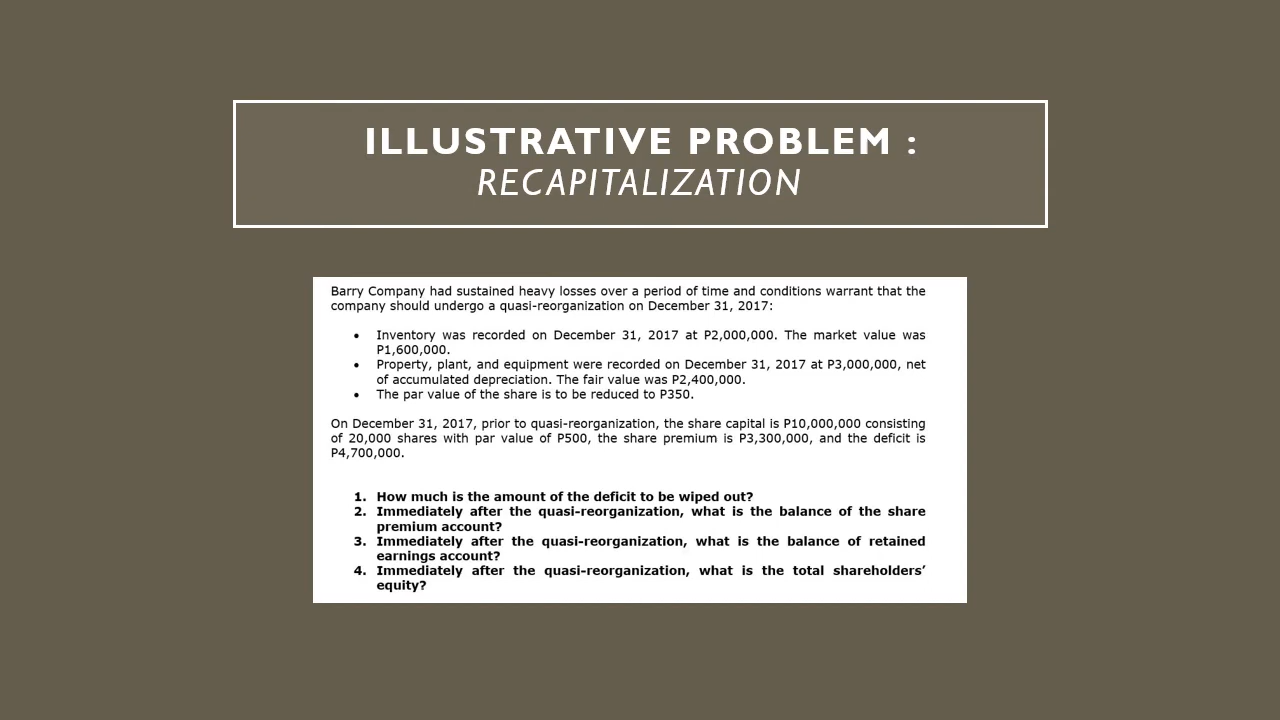 ILLUSTRATIVE PROBLEM :
RECAPITALIZATION
Barry Company had sustained heavy losses over a period of time and conditions warrant that the
company should undergo a quasi-reorganization on December 31, 2017:
• Inventory was recorded on December 31, 2017 at P2,000,000. The market value was
P1,600,000.
• Property, plant, and equipment were recorded on December 31, 2017 at P3,000,000, net
of accumulated depreciation. The fair value was P2,400,000.
• The par value of the share is to be reduced to P350.
On December 31, 2017, prior to quasi-reorganization, the share capital is P10,000,000 consisting
of 20,000 shares with par value of P500, the share premium is P3,300,000, and the deficit is
P4,700,000.
1. How much is the amount of the deficit to be wiped out?
2. Immediately after the quasi-reorganization, what is the balance of the share
premium account?
3. Immediately after the quasi-reorganization, what is the balance of retained
earnings account?
4. Immediately after the quasi-reorganization, what is the total shareholders’
equity?